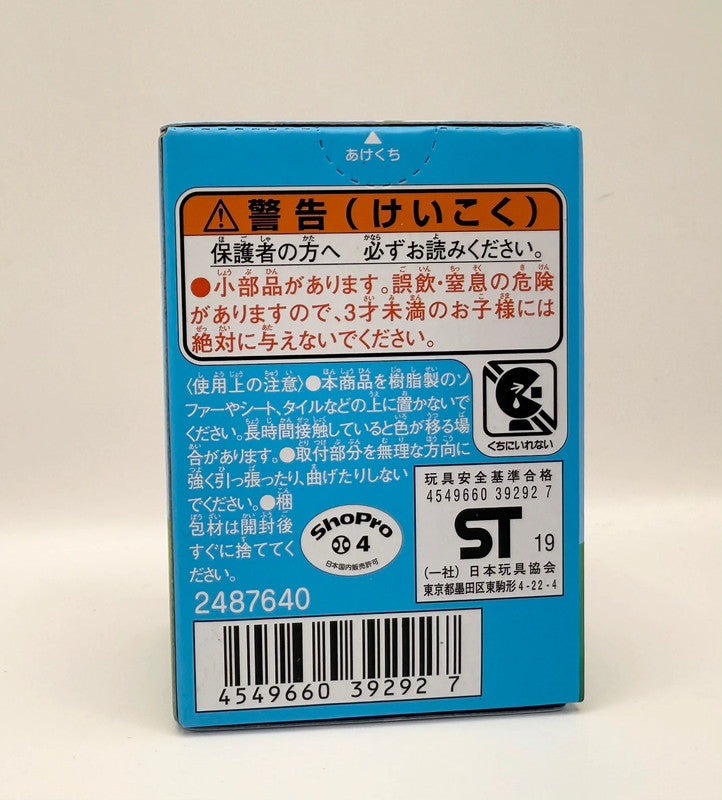 あけくち
警告(けいこく)
保護者の方へ 必ずお読みください。
●小部品があります。誤飲・窒息の危険
がありますので、3才未満のお子様には
絶対に与えないでください。
〈使用上の注意〉●本商品を樹脂製のソ
ファーやシート、タイルなどの上に置かないで
ください。長時間接触していると色が移る場
合があります。●取付部分を無理な方向に
強く引っ張ったり、曲げたりしない
でください。●梱
包材は開封後
すぐに捨ててく
ださい。
くちにいれない
玩具安全基準合格
4549660 39292 7
ST 19
(一社)日本玩具協会
東京都墨田区東駒形4-22-4
ShoPro
4
日本国内販売許可
2487640
4549660 392927